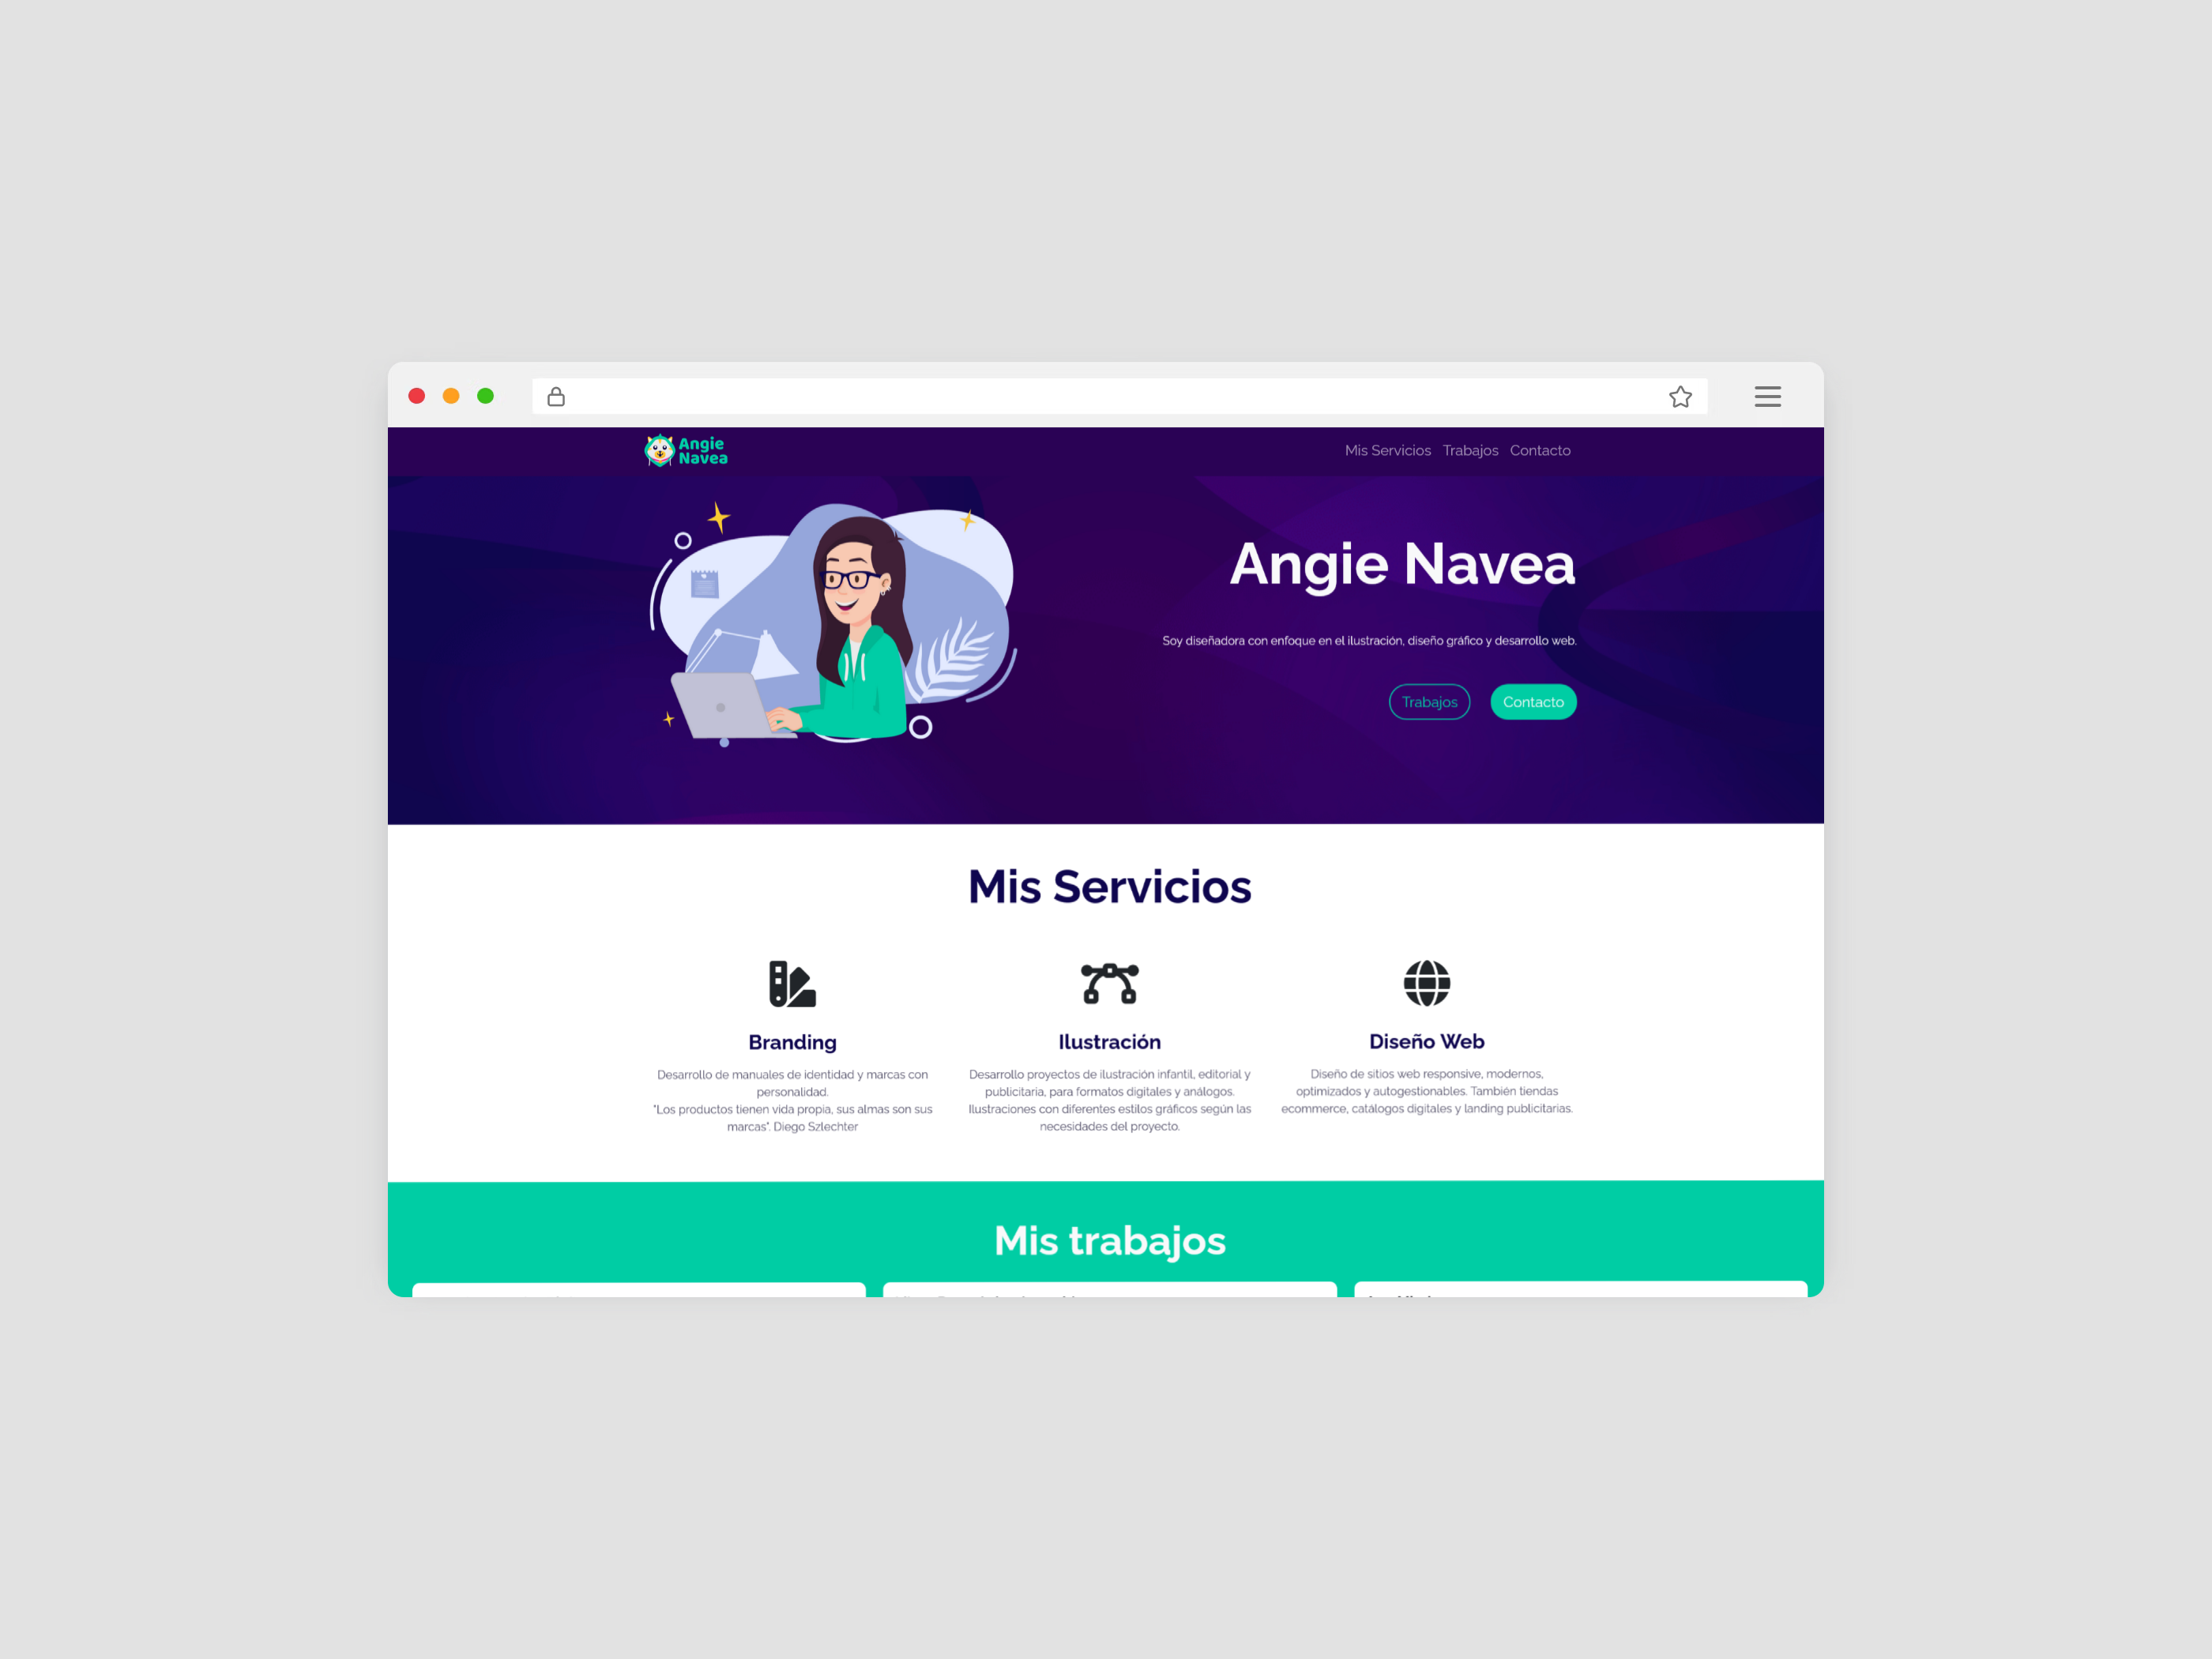 Angie
Navea
Mis Servicios Trabajos Contacto
Angie Navea
Soy diseñadora con enfoque en el ilustración, diseño gráfico y desarrollo web.
Trabajos Contacto
Mis Servicios
Branding
Desarrollo de manuales de identidad y marcas con
personalidad.
"Los productos tienen vida propia, sus almas son sus
marcas". Diego Szlechter
Ilustración
Desarrollo proyectos de ilustración infantil, editorial y
publicitaria, para formatos digitales y análogos.
Ilustraciones con diferentes estilos gráficos según las
necesidades del proyecto.
Diseño Web
Diseño de sitios web responsive, modernos,
optimizados y autogestionables. También tiendas
ecommerce, catálogos digitales y landing publicitarias.
Mis trabajos